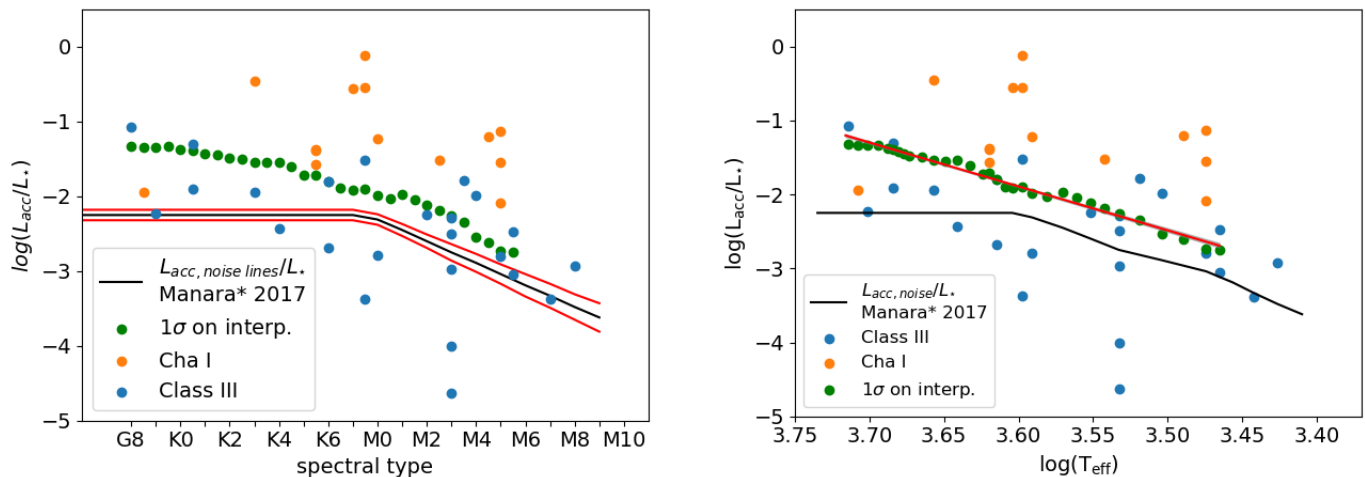 0
−1
−2
−3
−4
−5
log(L_acc/L⋆)
L_acc, noise lines/L⋆
Manara* 2017
1σ on interp.
Cha I
Class III
G8 K0 K2 K4 K6 M0 M2 M4 M6 M8 M10
spectral type
0
−1
−2
−3
−4
−5
log(L_acc/L⋆)
L_acc, noise/L⋆
Manara* 2017
Class III
Cha I
1σ on interp.
3.75 3.70 3.65 3.60 3.55 3.50 3.45 3.40
log(T_eff)